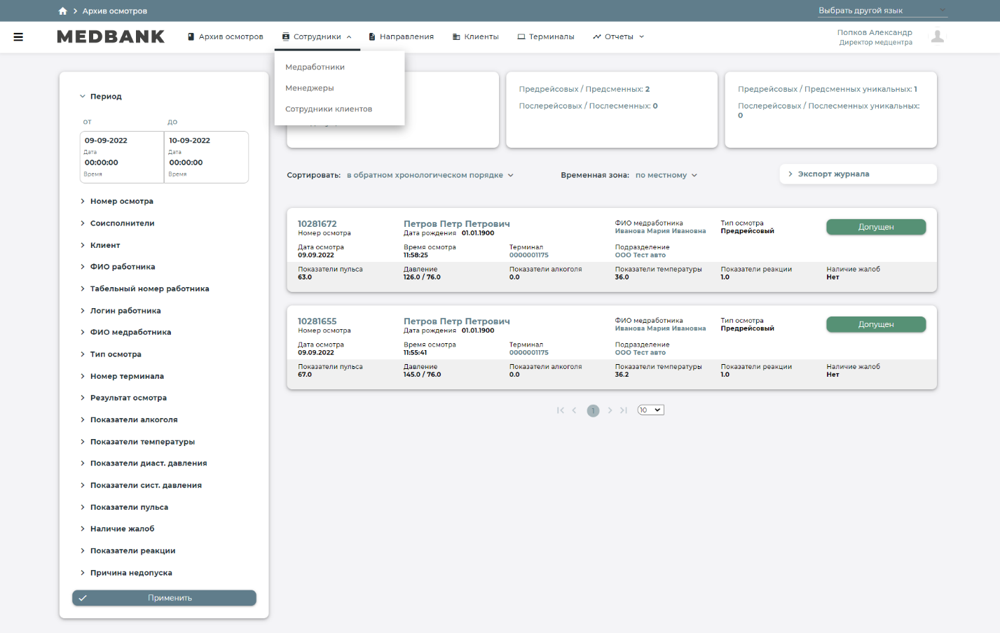 Архив осмотров
Выбрать другой язык
MEDBANK
Архив осмотров
Сотрудники
Направления
Клиенты
Терминалы
Отчеты
Попков Александр
Директор медцентра
Медработники
Менеджеры
Сотрудники клиентов
Предрейсовых / Предсменных: 2
Послерейсовых / Послесменных: 0
Предрейсовых / Предсменных уникальных: 1
Послерейсовых / Послесменных уникальных:
0
Период
от
до
09-09-2022
10-09-2022
Дата
Дата
00:00:00
00:00:00
Время
Время
Номер осмотра
Соисполнители
Клиент
ФИО работника
Табельный номер работника
Логин работника
ФИО медработника
Тип осмотра
Номер терминала
Результат осмотра
Показатели алкоголя
Показатели температуры
Показатели диаст. давления
Показатели сист. давления
Показатели пульса
Наличие жалоб
Показатели реакции
Причина недопуска
Применить
Сортировать: в обратном хронологическом порядке
Временная зона: по местному
Экспорт журнала
10281672
Номер осмотра
Петров Петр Петрович
Дата рождения 01.01.1900
ФИО медработника
Иванова Мария Ивановна
Тип осмотра
Предрейсовый
Допущен
Дата осмотра
09.09.2022
Время осмотра
11:58:25
Терминал
0000001175
Подразделение
ООО Тест авто
Показатели пульса
63.0
Давление
126.0 / 76.0
Показатели алкоголя
0.0
Показатели температуры
36.0
Показатели реакции
1.0
Наличие жалоб
Нет
10281655
Номер осмотра
Петров Петр Петрович
Дата рождения 01.01.1900
ФИО медработника
Иванова Мария Ивановна
Тип осмотра
Предрейсовый
Допущен
Дата осмотра
09.09.2022
Время осмотра
11:55:41
Терминал
0000001175
Подразделение
ООО Тест авто
Показатели пульса
67.0
Давление
145.0 / 76.0
Показатели алкоголя
0.0
Показатели температуры
36.2
Показатели реакции
1.0
Наличие жалоб
Нет
1
10